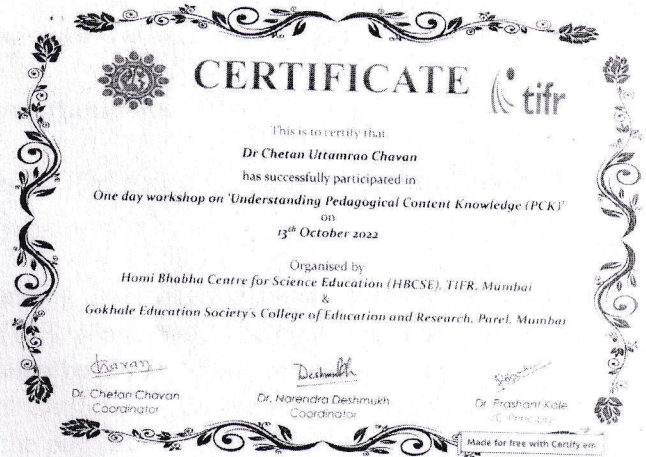 CERTIFICATE
tifr
This is to certify that
Dr Chetan Uttamrao Chavan
has successfully participated in
One day workshop on 'Understanding Pedagogical Content Knowledge (PCK)'
on
13th October 2022
Organised by
Homi Bhabha Centre for Science Education (HBCSE), TIFR, Mumbai
&
Gokhale Education Society's College of Education and Research, Parel, Mumbai
Chavan
Deshmukh
Dr. Chetan Chavan
Dr. Narendra Deshmukh
Dr. Prashant Kale
Coordinator
Coordinator
Made for free with Certify'em